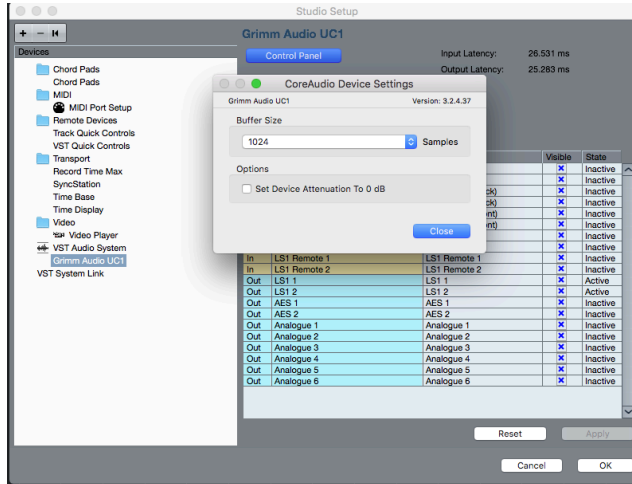 Studio Setup
+ – |◀
Grimm Audio UC1
Devices
Control Panel
Input Latency: 26.531 ms
Output Latency: 25.283 ms
Chord Pads
Chord Pads
MIDI
MIDI Port Setup
Remote Devices
Track Quick Controls
VST Quick Controls
Transport
Record Time Max
SyncStation
Time Base
Time Display
Video
Video Player
VST Audio System
Grimm Audio UC1
VST System Link
CoreAudio Device Settings
Grimm Audio UC1 Version: 3.2.4.37
Buffer Size
1024 Samples
Options
Set Device Attenuation To 0 dB
Close
Visible State
Inactive
Inactive
ck) Inactive
ck) Inactive
nt) Inactive
nt) Inactive
Inactive
Inactive
In LS1 Remote 1 LS1 Remote 1 Inactive
In LS1 Remote 2 LS1 Remote 2 Inactive
Out LS1 1 LS1 1 Active
Out LS1 2 LS1 2 Active
Out AES 1 AES 1 Inactive
Out AES 2 AES 2 Inactive
Out Analogue 1 Analogue 1 Inactive
Out Analogue 2 Analogue 2 Inactive
Out Analogue 3 Analogue 3 Inactive
Out Analogue 4 Analogue 4 Inactive
Out Analogue 5 Analogue 5 Inactive
Out Analogue 6 Analogue 6 Inactive
Reset Apply
Cancel OK